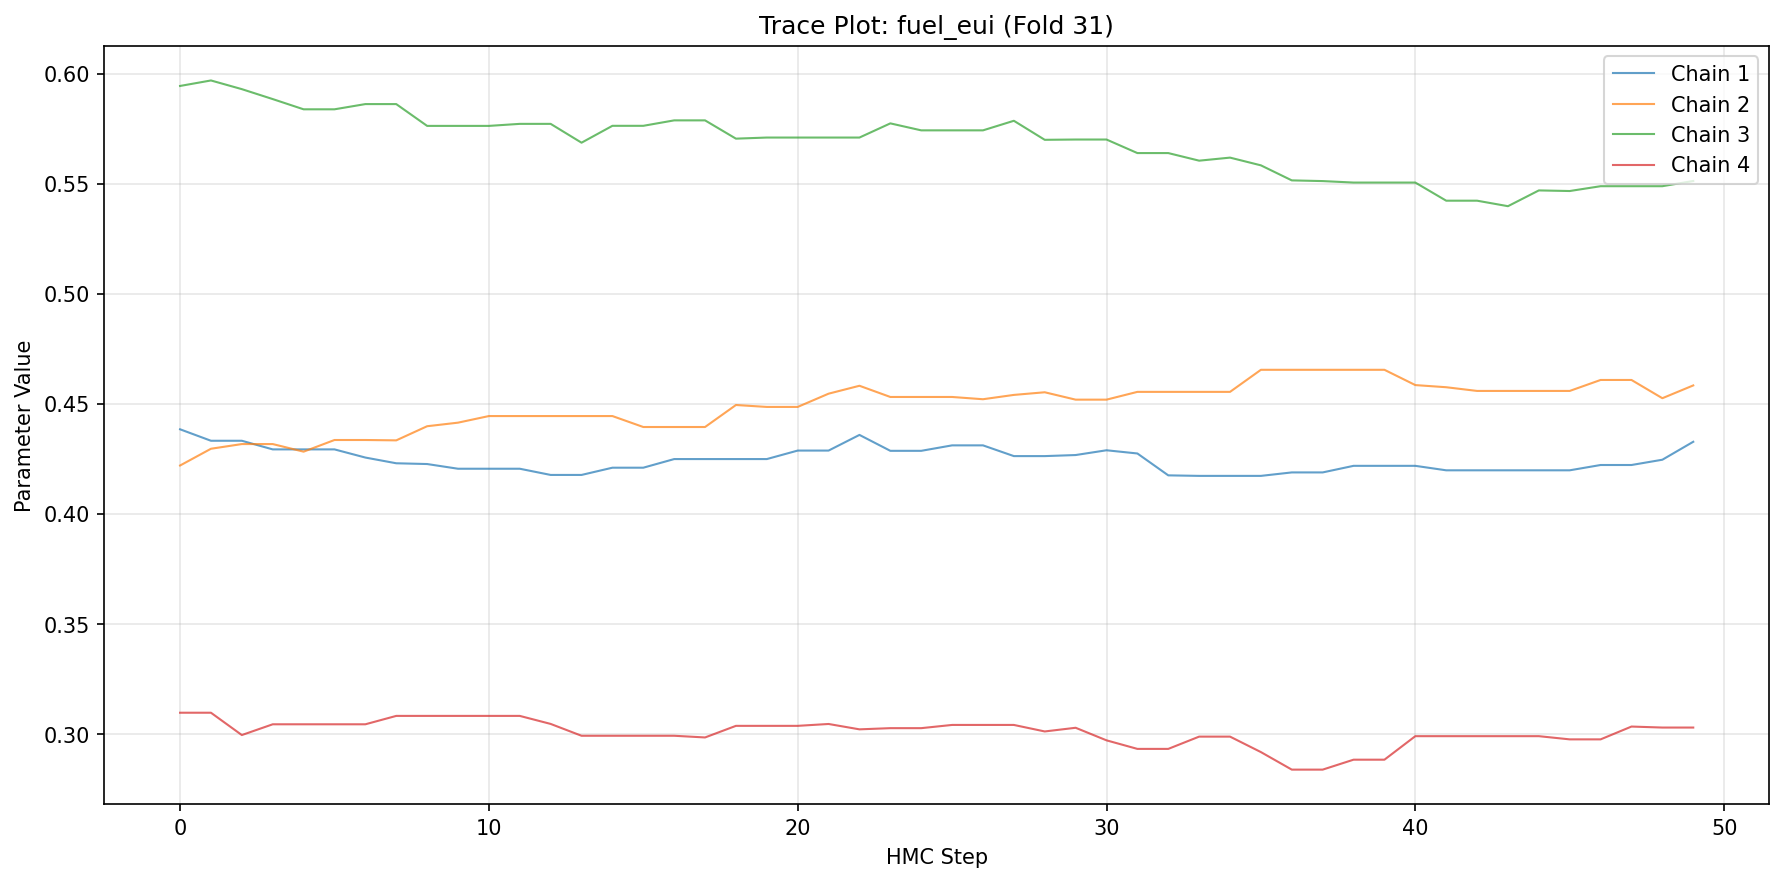 Trace Plot: fuel_eui (Fold 31)
Chain 1
Chain 2
Chain 3
Chain 4
Parameter Value
0.60
0.55
0.50
0.45
0.40
0.35
0.30
0 10 20 30 40 50
HMC Step